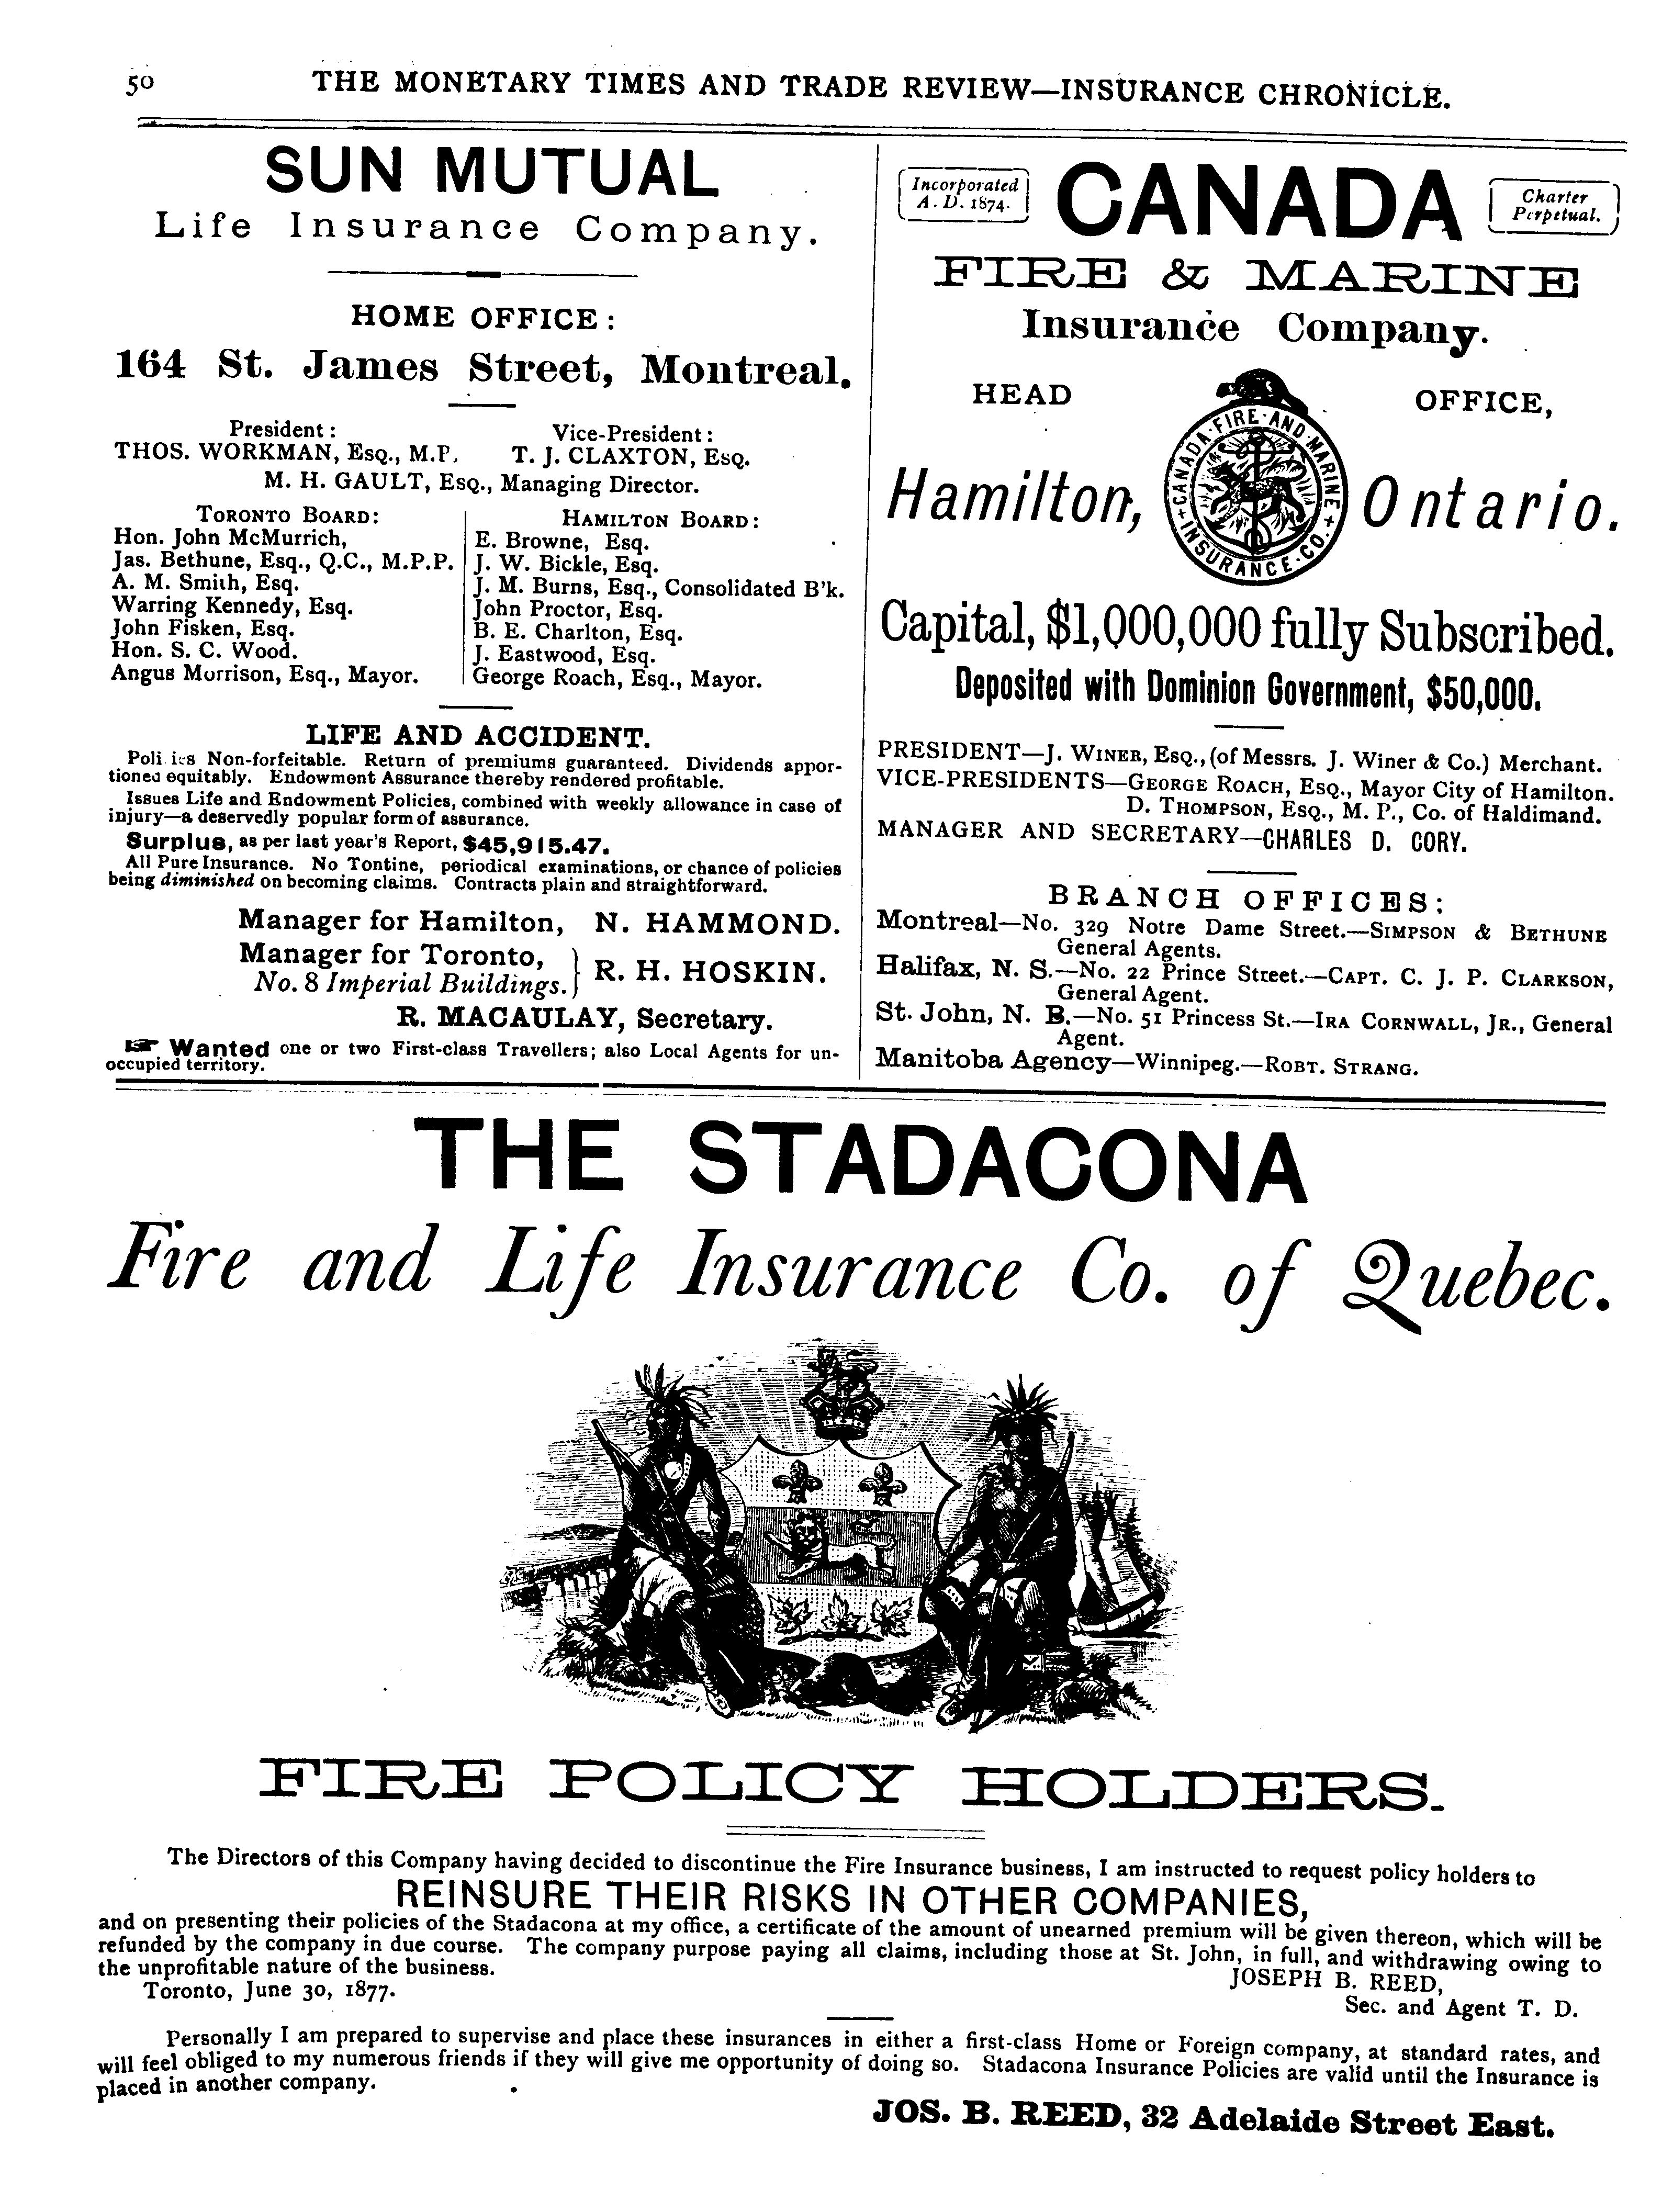 50 THE MONETARY TIMES AND TRADE REVIEW—INSURANCE CHRONICLE.
SUN MUTUAL
Life Insurance Company.
HOME OFFICE:
164 St. James Street, Montreal.
President: Vice-President:
THOS. WORKMAN, Esq., M.P. T. J. CLAXTON, Esq.
M. H. GAULT, Esq., Managing Director.
Toronto Board:
Hon. John McMurrich,
Jas. Bethune, Esq., Q.C., M.P.P.
A. M. Smith, Esq.
Warring Kennedy, Esq.
John Fisken, Esq.
Hon. S. C. Wood.
Angus Morrison, Esq., Mayor.
Hamilton Board:
E. Browne, Esq.
J. W. Bickle, Esq.
J. M. Burns, Esq., Consolidated B'k.
John Proctor, Esq.
B. E. Charlton, Esq.
J. Eastwood, Esq.
George Roach, Esq., Mayor.
LIFE AND ACCIDENT.
Policies Non-forfeitable. Return of premiums guaranteed. Dividends appor-
tioned equitably. Endowment Assurance thereby rendered profitable.
Issues Life and Endowment Policies, combined with weekly allowance in case of
injury—a deservedly popular form of assurance.
Surplus, as per last year's Report, $45,915.47.
All Pure Insurance. No Tontine, periodical examinations, or chance of policies
being diminished on becoming claims. Contracts plain and straightforward.
Manager for Hamilton, N. HAMMOND.
Manager for Toronto,
No. 8 Imperial Buildings. } R. H. HOSKIN.
R. MACAULAY, Secretary.
☞ Wanted one or two First-class Travellers; also Local Agents for un-
occupied territory.
Incorporated
A. D. 1874.
CANADA
Charter
Perpetual.
FIRE & MARINE
Insurance Company.
HEAD OFFICE,
CANADA·FIRE·AND·MARINE
INSURANCE·CO.
Hamilton, Ontario.
Capital, $1,000,000 fully Subscribed.
Deposited with Dominion Government, $50,000.
PRESIDENT—J. Winer, Esq., (of Messrs. J. Winer & Co.) Merchant.
VICE-PRESIDENTS—George Roach, Esq., Mayor City of Hamilton.
D. Thompson, Esq., M. P., Co. of Haldimand.
MANAGER AND SECRETARY—CHARLES D. CORY.
BRANCH OFFICES:
Montreal—No. 329 Notre Dame Street.—Simpson & Bethune
General Agents.
Halifax, N. S.—No. 22 Prince Street.—Capt. C. J. P. Clarkson,
General Agent.
St. John, N. B.—No. 51 Princess St.—Ira Cornwall, Jr., General
Agent.
Manitoba Agency—Winnipeg.—Robt. Strang.
THE STADACONA
Fire and Life Insurance Co. of Quebec.
FIRE POLICY HOLDERS.
The Directors of this Company having decided to discontinue the Fire Insurance business, I am instructed to request policy holders to
REINSURE THEIR RISKS IN OTHER COMPANIES,
and on presenting their policies of the Stadacona at my office, a certificate of the amount of unearned premium will be given thereon, which will be
refunded by the company in due course. The company purpose paying all claims, including those at St. John, in full, and withdrawing owing to
the unprofitable nature of the business.
JOSEPH B. REED,
Toronto, June 30, 1877.
Sec. and Agent T. D.
Personally I am prepared to supervise and place these insurances in either a first-class Home or Foreign company, at standard rates, and
will feel obliged to my numerous friends if they will give me opportunity of doing so. Stadacona Insurance Policies are valid until the Insurance is
placed in another company.
JOS. B. REED, 32 Adelaide Street East.